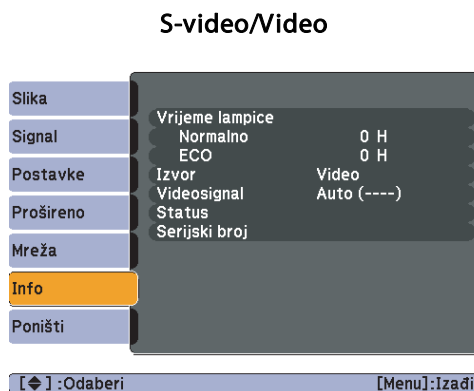 S-video/Video
Slika
Signal
Postavke
Prošireno
Mreža
Info
Poništi
Vrijeme lampice
Normalno 0 H
ECO 0 H
Izvor Video
Videosignal Auto (----)
Status
Serijski broj
[◆] :Odaberi [Menu]:Izađi